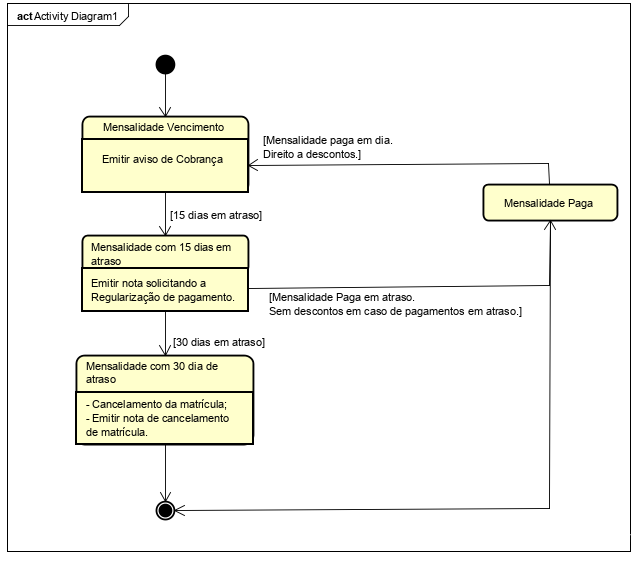 act Activity Diagram1
Mensalidade Vencimento
Emitir aviso de Cobrança
[Mensalidade paga em dia.
Direito a descontos.]
Mensalidade Paga
[15 dias em atraso]
Mensalidade com 15 dias em
atraso
Emitir nota solicitando a
Regularização de pagamento.
[Mensalidade Paga em atraso.
Sem descontos em caso de pagamentos em atraso.]
[30 dias em atraso]
Mensalidade com 30 dia de
atraso
- Cancelamento da matrícula;
- Emitir nota de cancelamento
de matrícula.